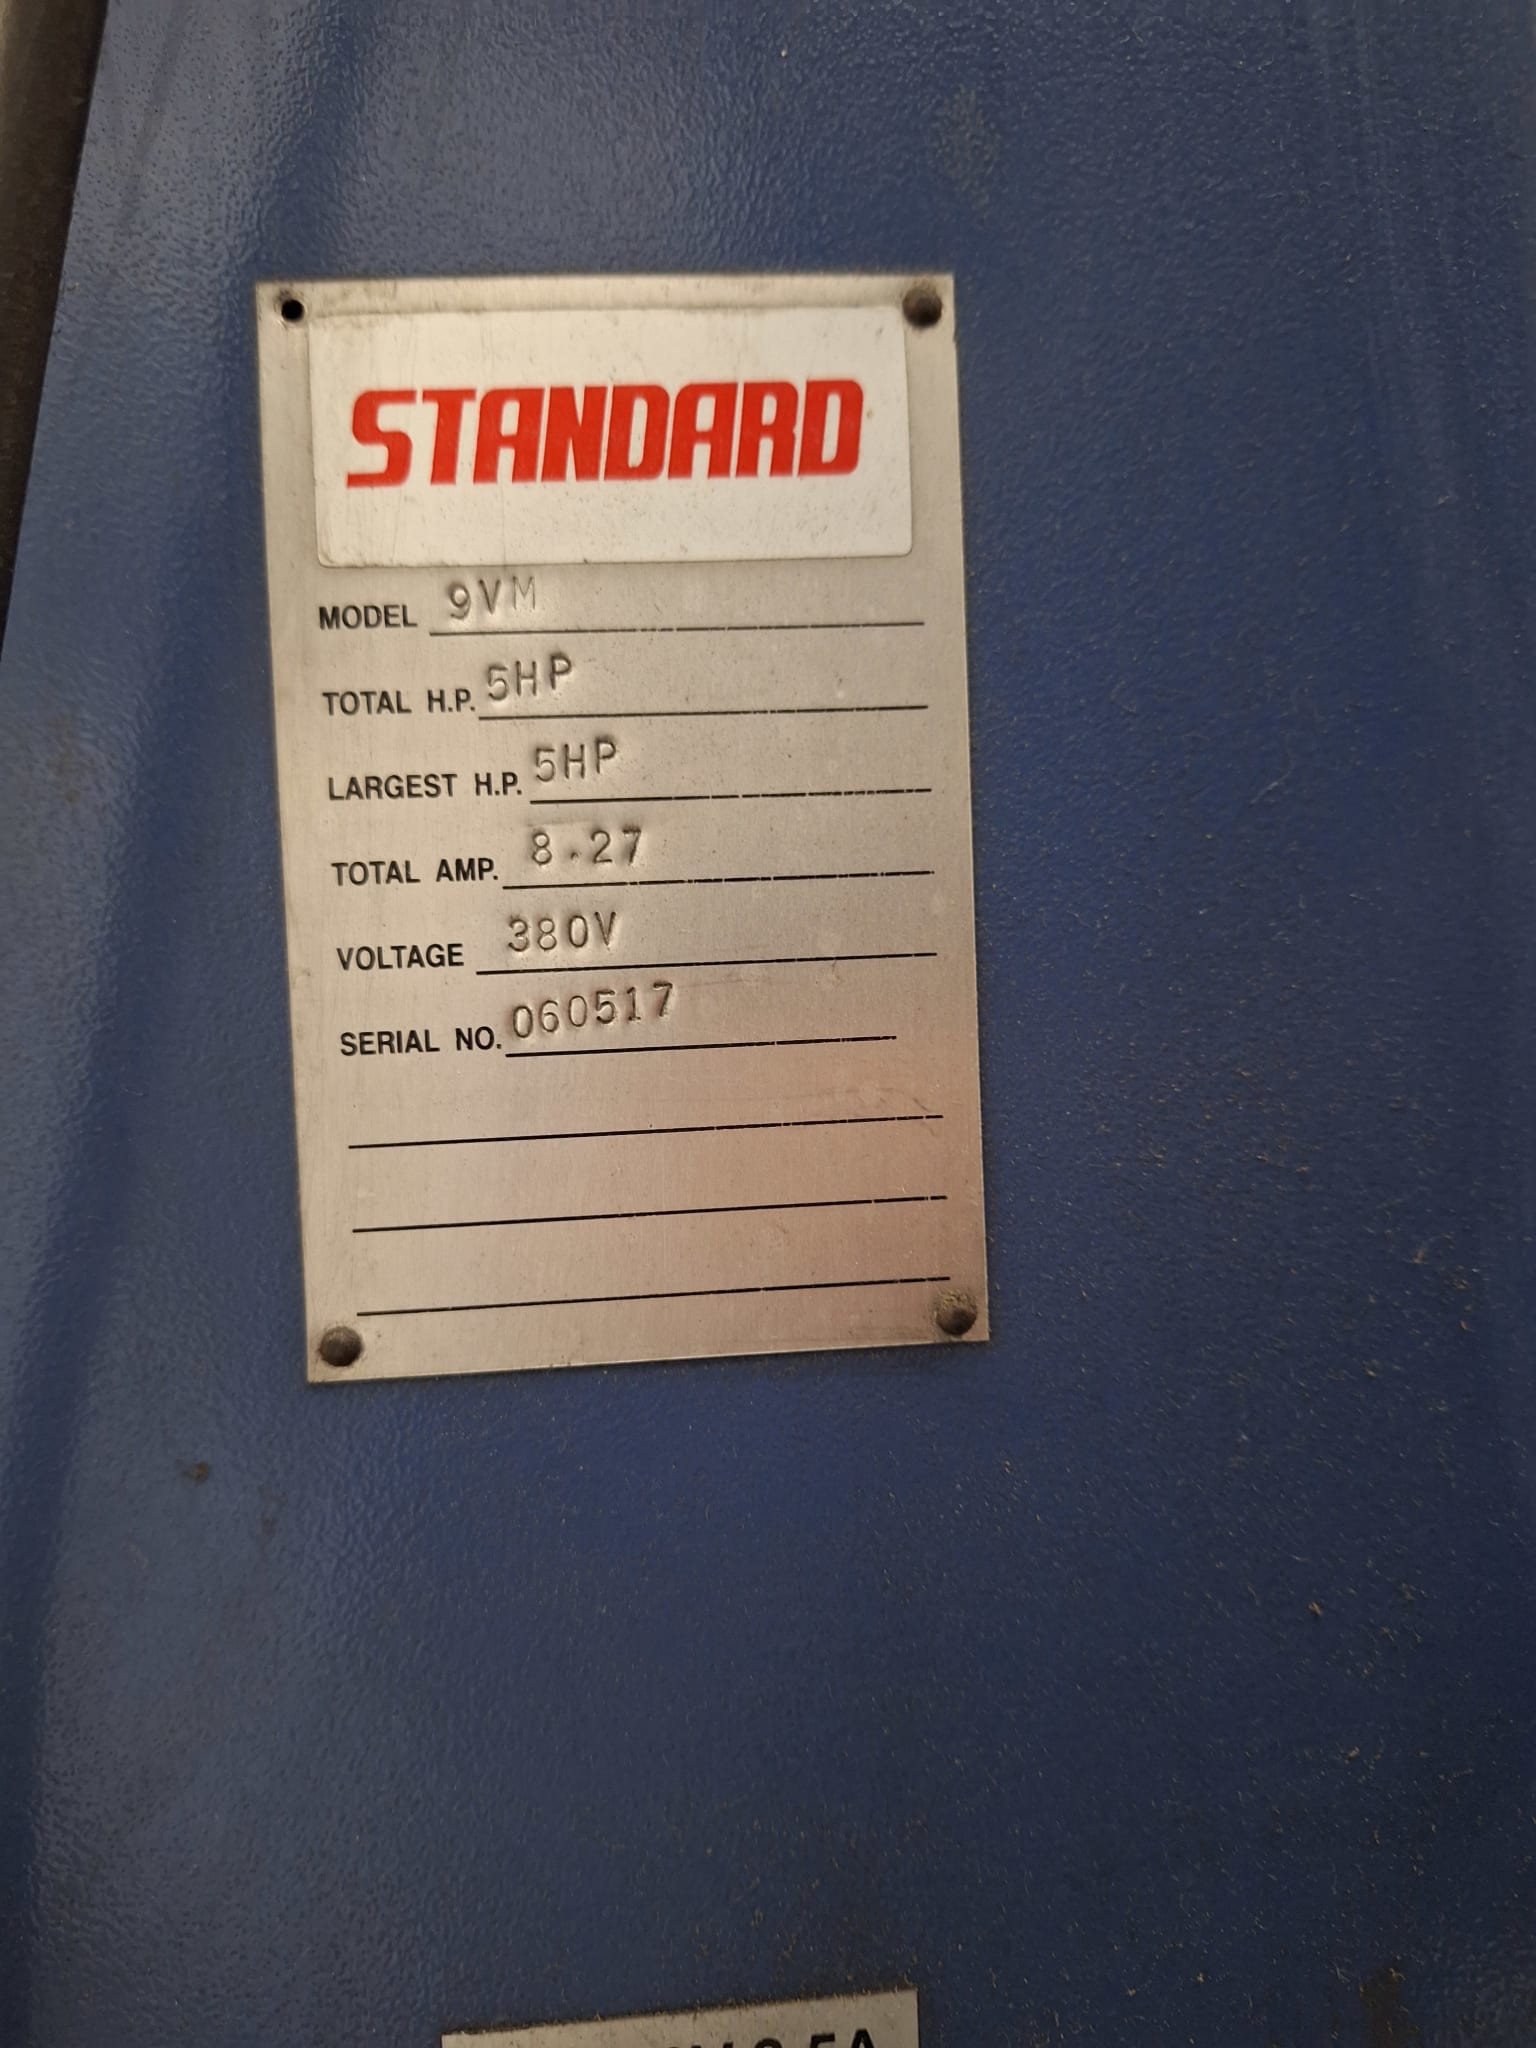 STANDARD
MODEL 9VM
TOTAL H.P. 5HP
LARGEST H.P. 5HP
TOTAL AMP. 8.27
VOLTAGE 380V
SERIAL NO. 060517